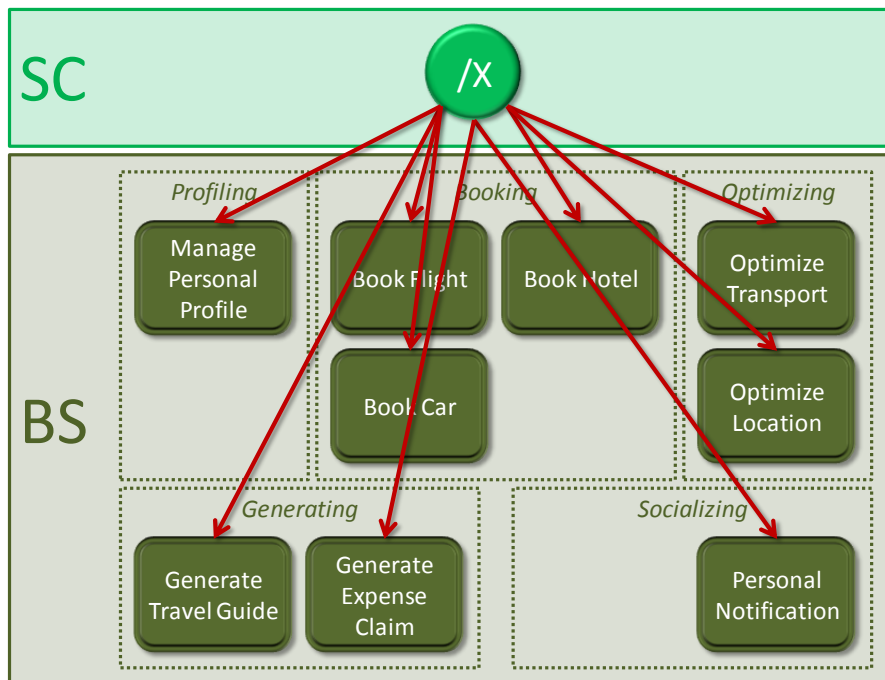 SC
/X
BS
Profiling
Booking
Optimizing
Manage
Personal
Profile
Book Flight
Book Hotel
Optimize
Transport
Book Car
Optimize
Location
Generating
Socializing
Generate
Travel Guide
Generate
Expense
Claim
Personal
Notification